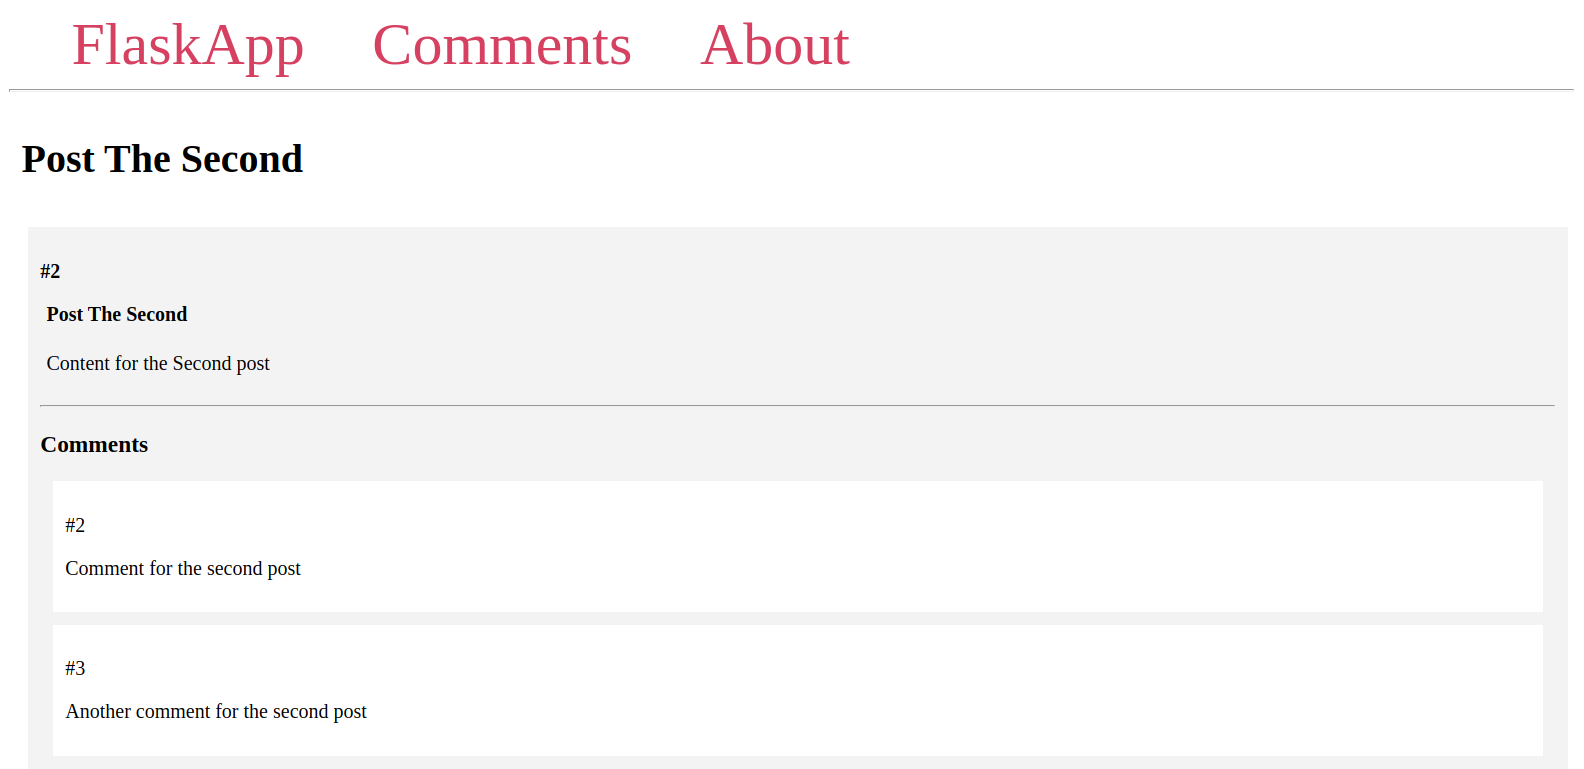 FlaskApp Comments About
Post The Second
#2
Post The Second
Content for the Second post
Comments
#2
Comment for the second post
#3
Another comment for the second post